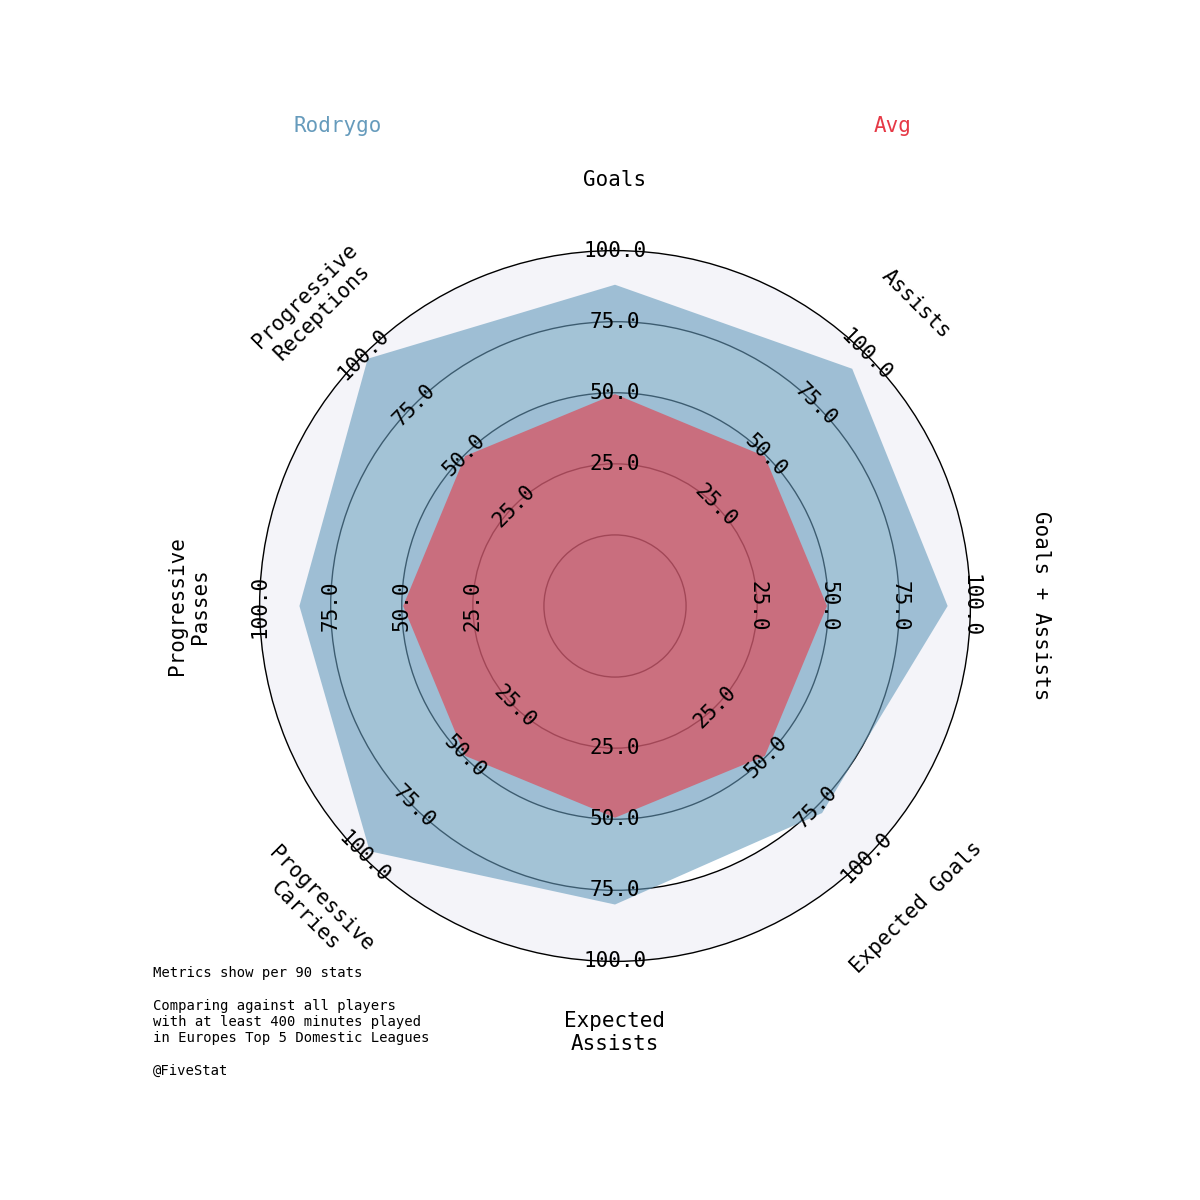 Rodrygo
Avg
Goals
Assists
Goals + Assists
Expected Goals
Expected
Assists
Progressive
Carries
Progressive
Passes
Progressive
Receptions
25.0
50.0
75.0
100.0
25.0
50.0
75.0
100.0
25.0
50.0
75.0
100.0
25.0
50.0
75.0
100.0
25.0
50.0
75.0
100.0
25.0
50.0
75.0
100.0
25.0
50.0
75.0
100.0
25.0
50.0
75.0
100.0
Metrics show per 90 stats
Comparing against all players
with at least 400 minutes played
in Europes Top 5 Domestic Leagues
@FiveStat